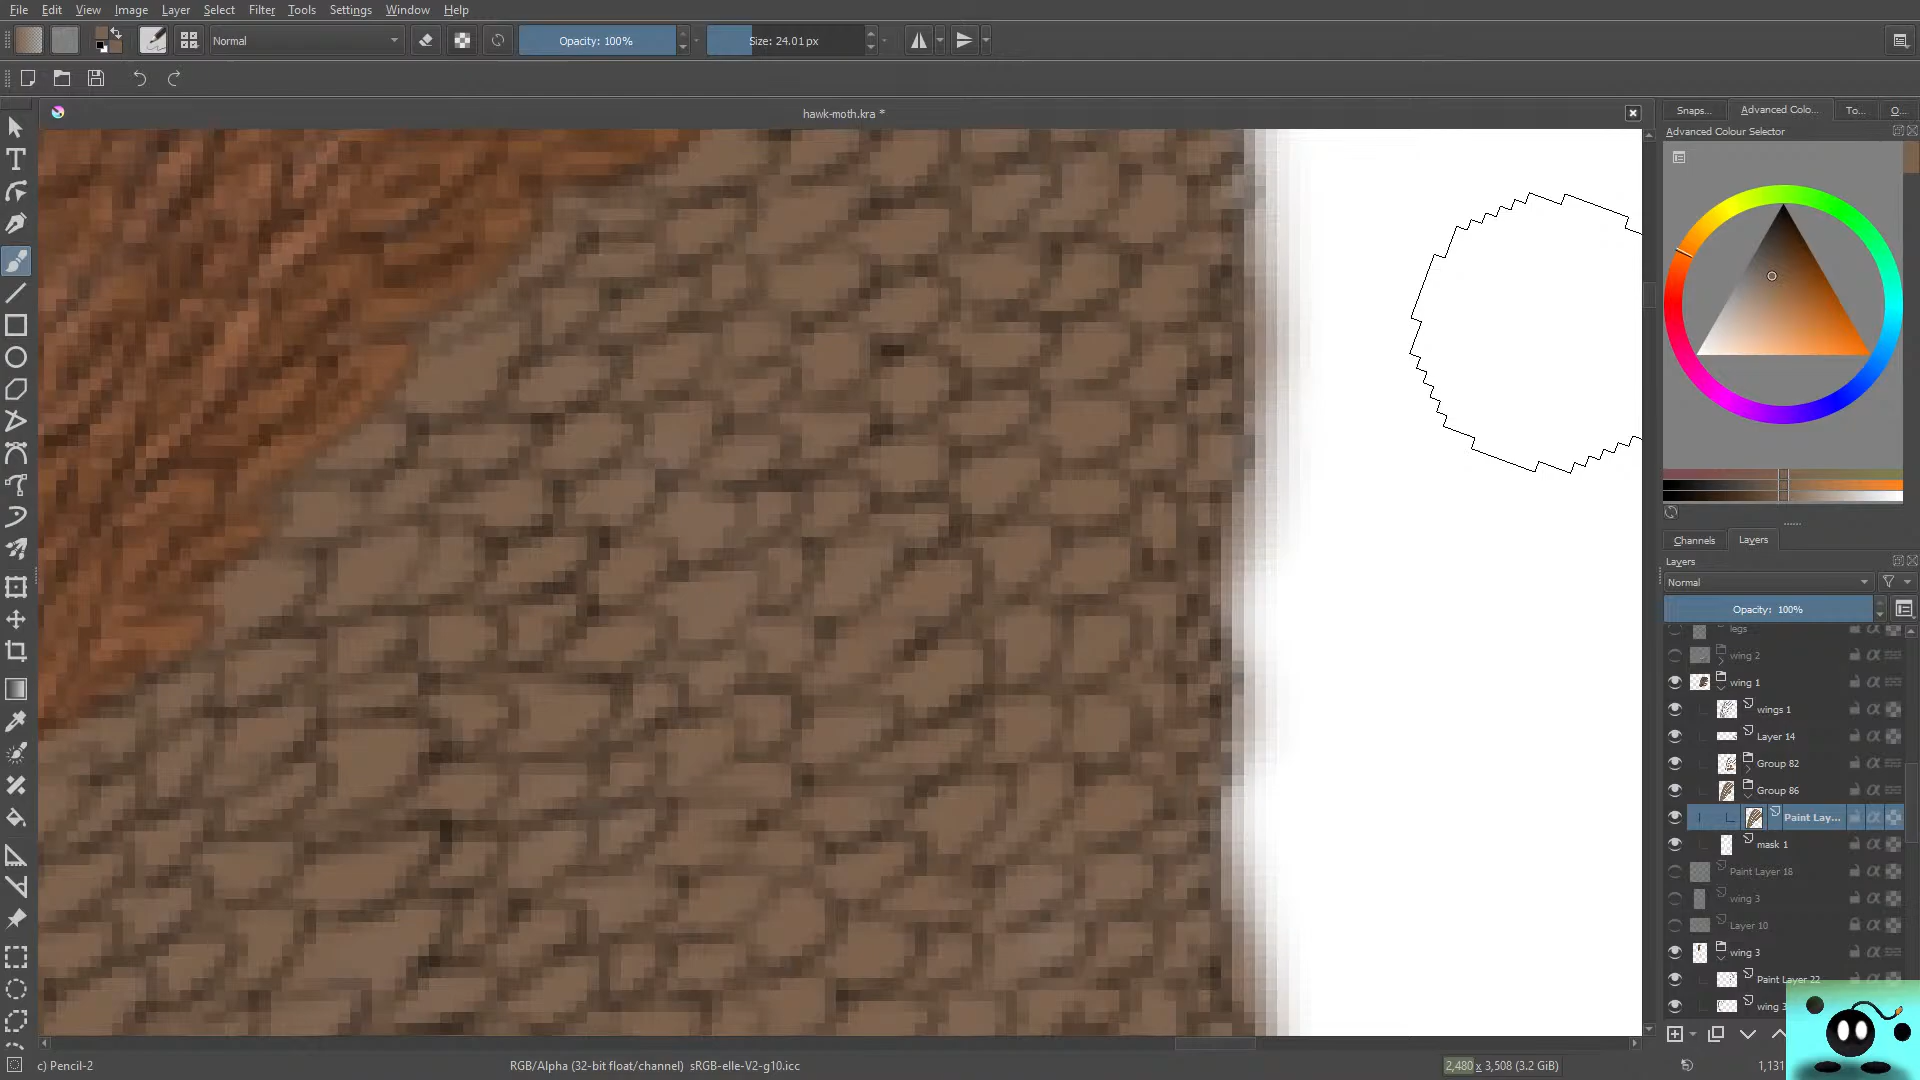 File Edit View Image Layer Select Filter Tools Settings Window Help
Normal Opacity: 100% Size: 24.01 px
hawk-moth.kra *
Snaps... Advanced Colo... To... O...
Advanced Colour Selector
Channels Layers
Layers
Normal
Opacity: 100%
legs
wing 2
wing 1
wings 1
Layer 14
Group 82
Group 86
Paint Lay...
mask 1
Paint Layer 18
wing 3
Layer 10
wing 3
Paint Layer 22
wing 3
c) Pencil-2 RGB/Alpha (32-bit float/channel) sRGB-elle-V2-g10.icc 2,480 x 3,508 (3.2 GiB) 1,131